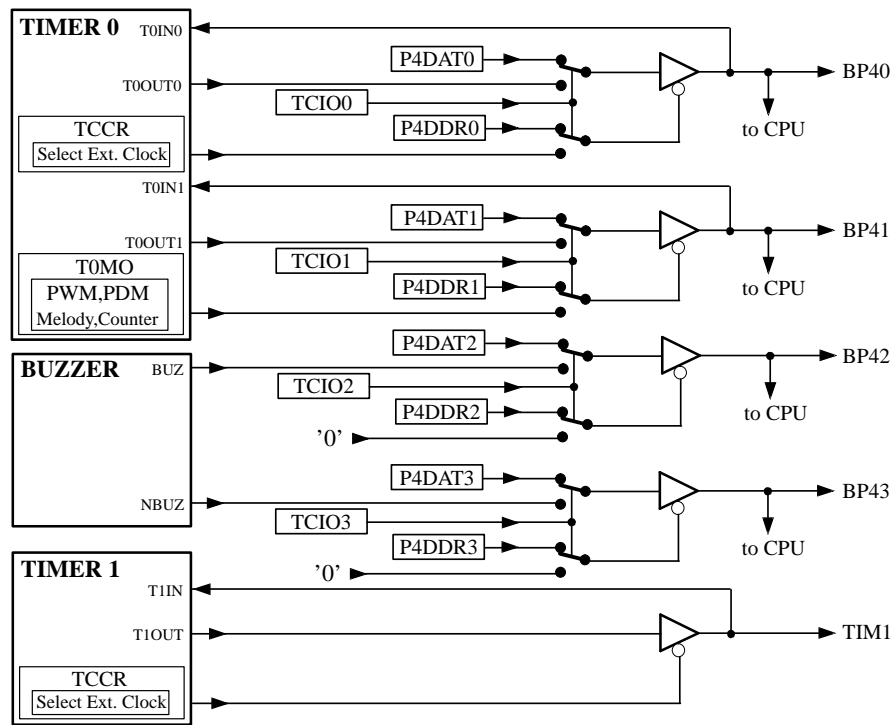 TIMER 0
T0IN0
P4DAT0
BP40
T0OUT0
TCIO0
to CPU
TCCR
P4DDR0
Select Ext. Clock
T0IN1
P4DAT1
BP41
T0OUT1
TCIO1
to CPU
T0MO
P4DDR1
PWM,PDM
Melody,Counter
P4DAT2
BP42
BUZZER
BUZ
TCIO2
to CPU
P4DDR2
'0'
P4DAT3
BP43
NBUZ
TCIO3
to CPU
P4DDR3
'0'
TIMER 1
T1IN
T1OUT
TIM1
TCCR
Select Ext. Clock